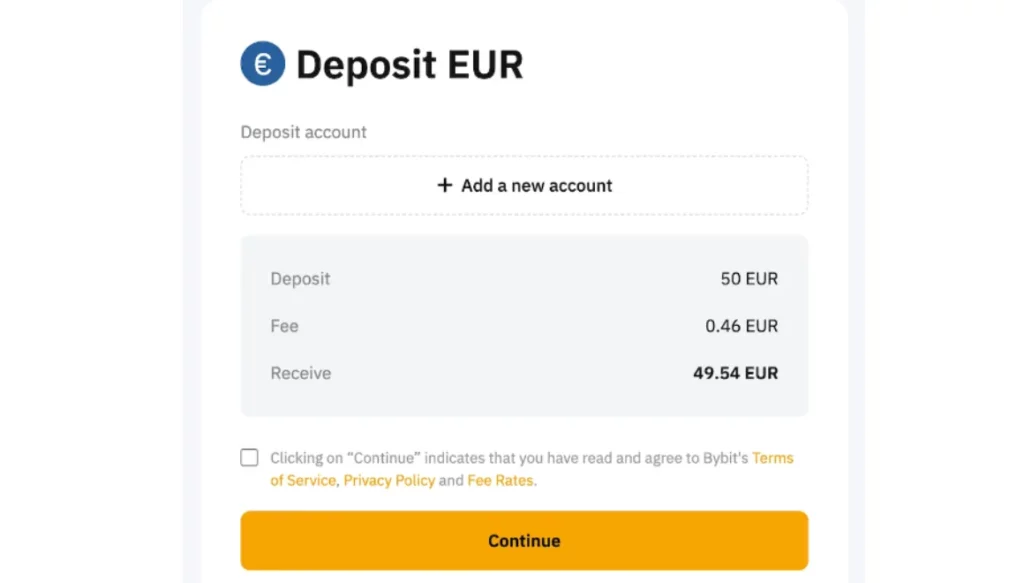 € Deposit EUR
Deposit account
+ Add a new account
Deposit 50 EUR
Fee 0.46 EUR
Receive 49.54 EUR
Clicking on “Continue” indicates that you have read and agree to Bybit's Terms
of Service, Privacy Policy and Fee Rates.
Continue